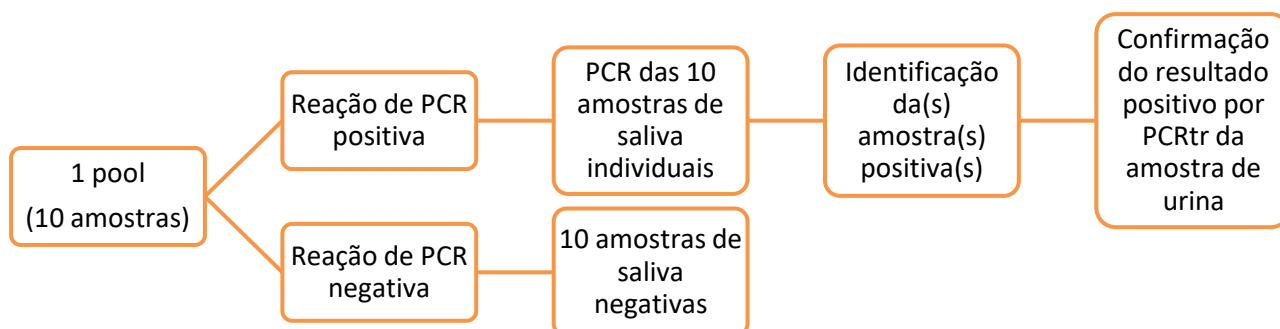 1 pool
(10 amostras)
Reação de PCR
positiva
PCR das 10
amostras de
saliva
individuais
Identificação
da(s)
amostra(s)
positiva(s)
Confirmação
do resultado
positivo por
PCRtr da
amostra de
urina
Reação de PCR
negativa
10 amostras de
saliva
negativas